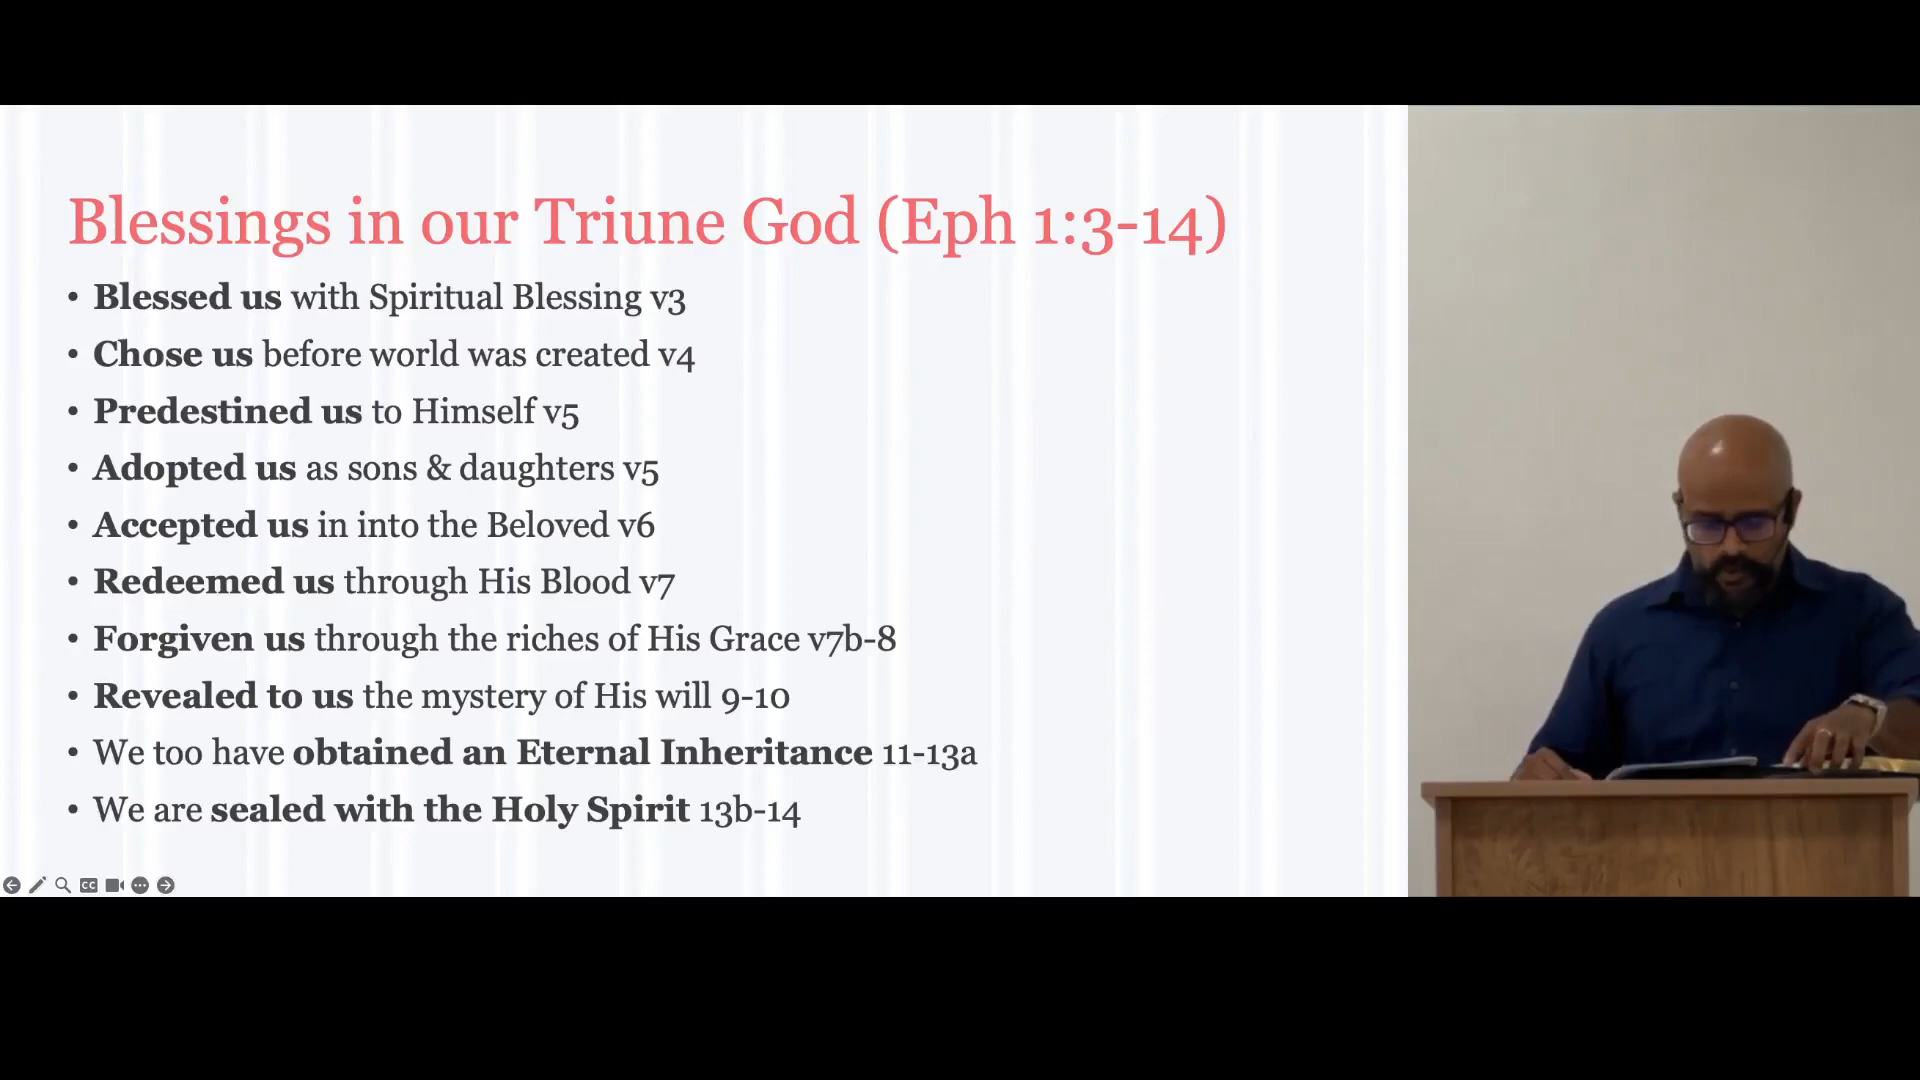 Blessings in our Triune God (Eph 1:3-14)
• Blessed us with Spiritual Blessing v3
• Chose us before world was created v4
• Predestined us to Himself v5
• Adopted us as sons & daughters v5
• Accepted us in into the Beloved v6
• Redeemed us through His Blood v7
• Forgiven us through the riches of His Grace v7b-8
• Revealed to us the mystery of His will 9-10
• We too have obtained an Eternal Inheritance 11-13a
• We are sealed with the Holy Spirit 13b-14
CC